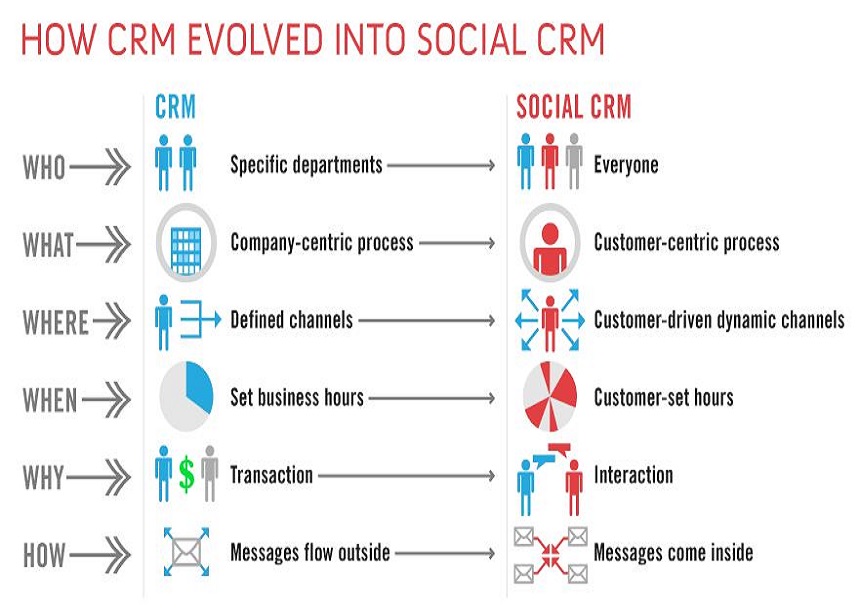 HOW CRM EVOLVED INTO SOCIAL CRM
CRM
SOCIAL CRM
WHO
Specific departments
Everyone
WHAT
Company-centric process
Customer-centric process
WHERE
Defined channels
Customer-driven dynamic channels
WHEN
Set business hours
Customer-set hours
WHY
$
Transaction
Interaction
HOW
Messages flow outside
Messages come inside